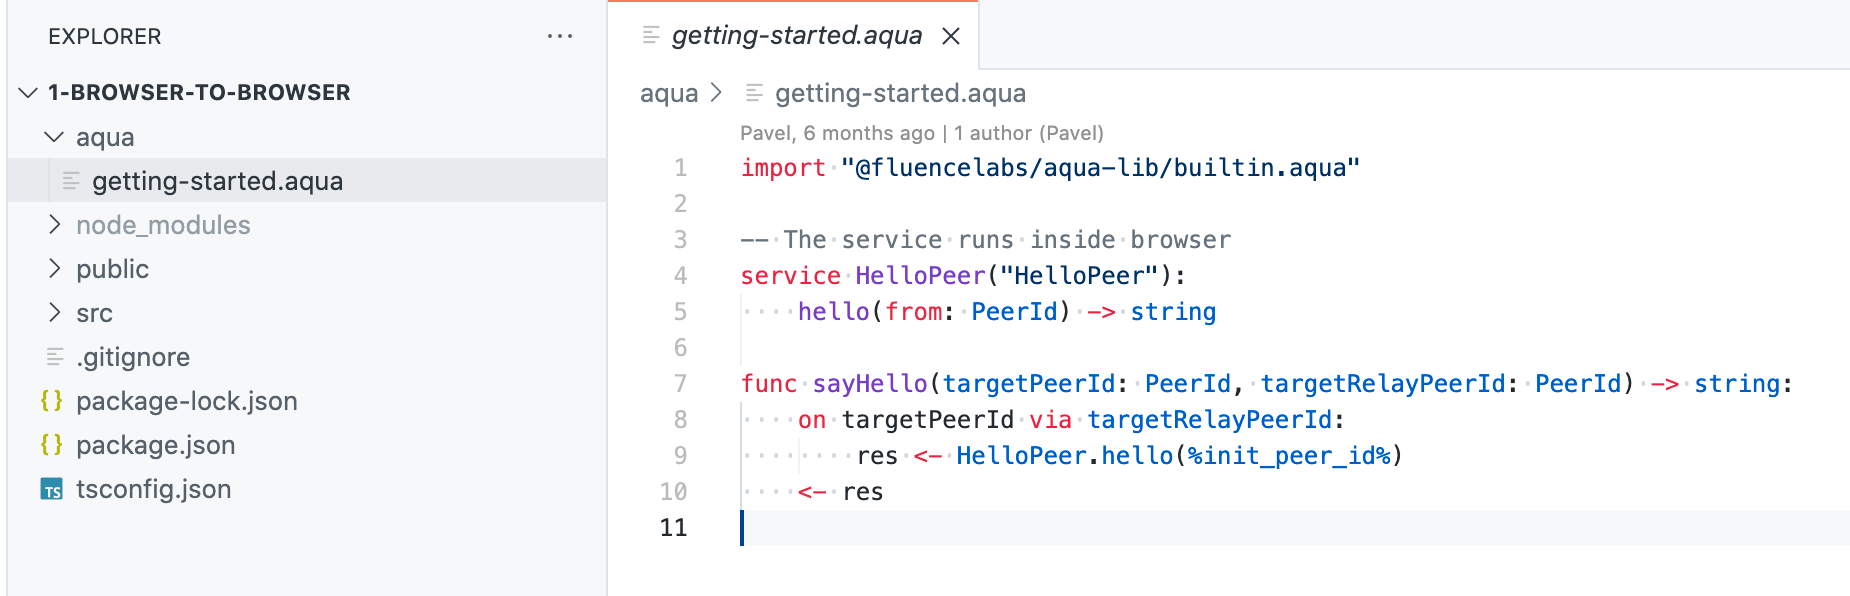 EXPLORER
1-BROWSER-TO-BROWSER
aqua
getting-started.aqua
node_modules
public
src
.gitignore
package-lock.json
package.json
tsconfig.json
getting-started.aqua
aqua > getting-started.aqua
Pavel, 6 months ago | 1 author (Pavel)
1 import "@fluencelabs/aqua-lib/builtin.aqua"
2
3 -- The service runs inside browser
4 service HelloPeer("HelloPeer"):
5     hello(from: PeerId) -> string
6
7 func sayHello(targetPeerId: PeerId, targetRelayPeerId: PeerId) -> string:
8     on targetPeerId via targetRelayPeerId:
9         res <- HelloPeer.hello(%init_peer_id%)
10     <- res
11